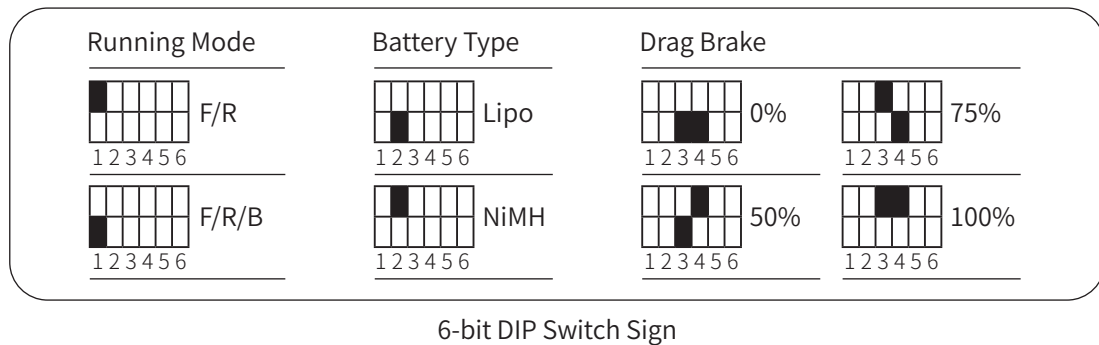 Running Mode Battery Type Drag Brake
F/R Lipo 0% 75%
123456 123456 123456 123456
F/R/B NiMH 50% 100%
123456 123456 123456 123456
6-bit DIP Switch Sign